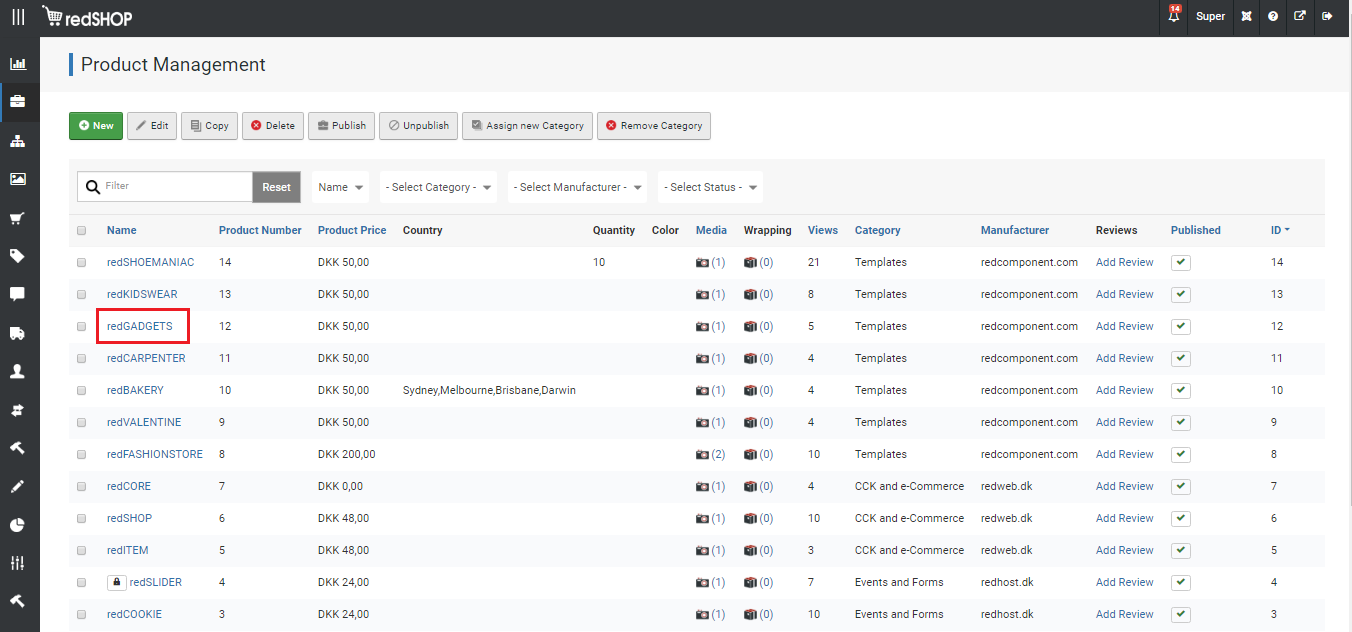 redSHOP 14 Super
Product Management
New Edit Copy Delete Publish Unpublish Assign new Category Remove Category
Filter Reset Name - Select Category - - Select Manufacturer - - Select Status -
Name Product Number Product Price Country Quantity Color Media Wrapping Views Category Manufacturer Reviews Published ID
redSHOEMANIAC 14 DKK 50,00 10 (1) (0) 21 Templates redcomponent.com Add Review 14
redKIDSWEAR 13 DKK 50,00 (1) (0) 8 Templates redcomponent.com Add Review 13
redGADGETS 12 DKK 50,00 (1) (0) 5 Templates redcomponent.com Add Review 12
redCARPENTER 11 DKK 50,00 (1) (0) 4 Templates redcomponent.com Add Review 11
redBAKERY 10 DKK 50,00 Sydney,Melbourne,Brisbane,Darwin (1) (0) 4 Templates redcomponent.com Add Review 10
redVALENTINE 9 DKK 50,00 (1) (0) 4 Templates redcomponent.com Add Review 9
redFASHIONSTORE 8 DKK 200,00 (2) (0) 10 Templates redcomponent.com Add Review 8
redCORE 7 DKK 0,00 (1) (0) 4 CCK and e-Commerce redweb.dk Add Review 7
redSHOP 6 DKK 48,00 (1) (0) 10 CCK and e-Commerce redweb.dk Add Review 6
redITEM 5 DKK 48,00 (1) (0) 3 CCK and e-Commerce redweb.dk Add Review 5
redSLIDER 4 DKK 24,00 (1) (0) 7 Events and Forms redhost.dk Add Review 4
redCOOKIE 3 DKK 24,00 (1) (0) 10 Events and Forms redhost.dk Add Review 3